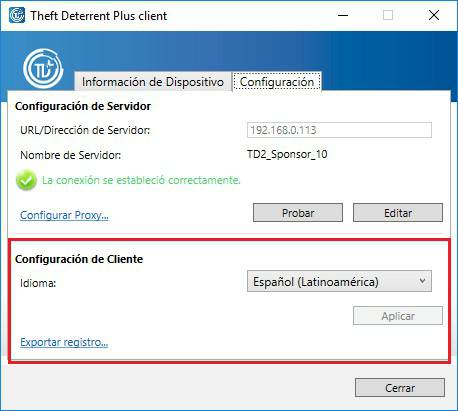 Theft Deterrent Plus client
TD
Información de Dispositivo
Configuración
Configuración de Servidor
URL/Dirección de Servidor: 192.168.0.113
Nombre de Servidor: TD2_Sponsor_10
La conexión se estableció correctamente.
Configurar Proxy... Probar Editar
Configuración de Cliente
Idioma: Español (Latinoamérica)
Aplicar
Exportar registro...
Cerrar